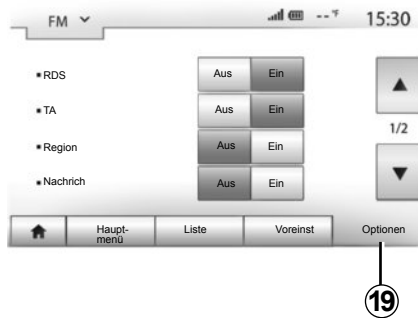 FM --°F 15:30
RDS Aus Ein
TA Aus Ein
1/2
Region Aus Ein
Nachrich Aus Ein
Haupt-
menü Liste Voreinst Optionen
19